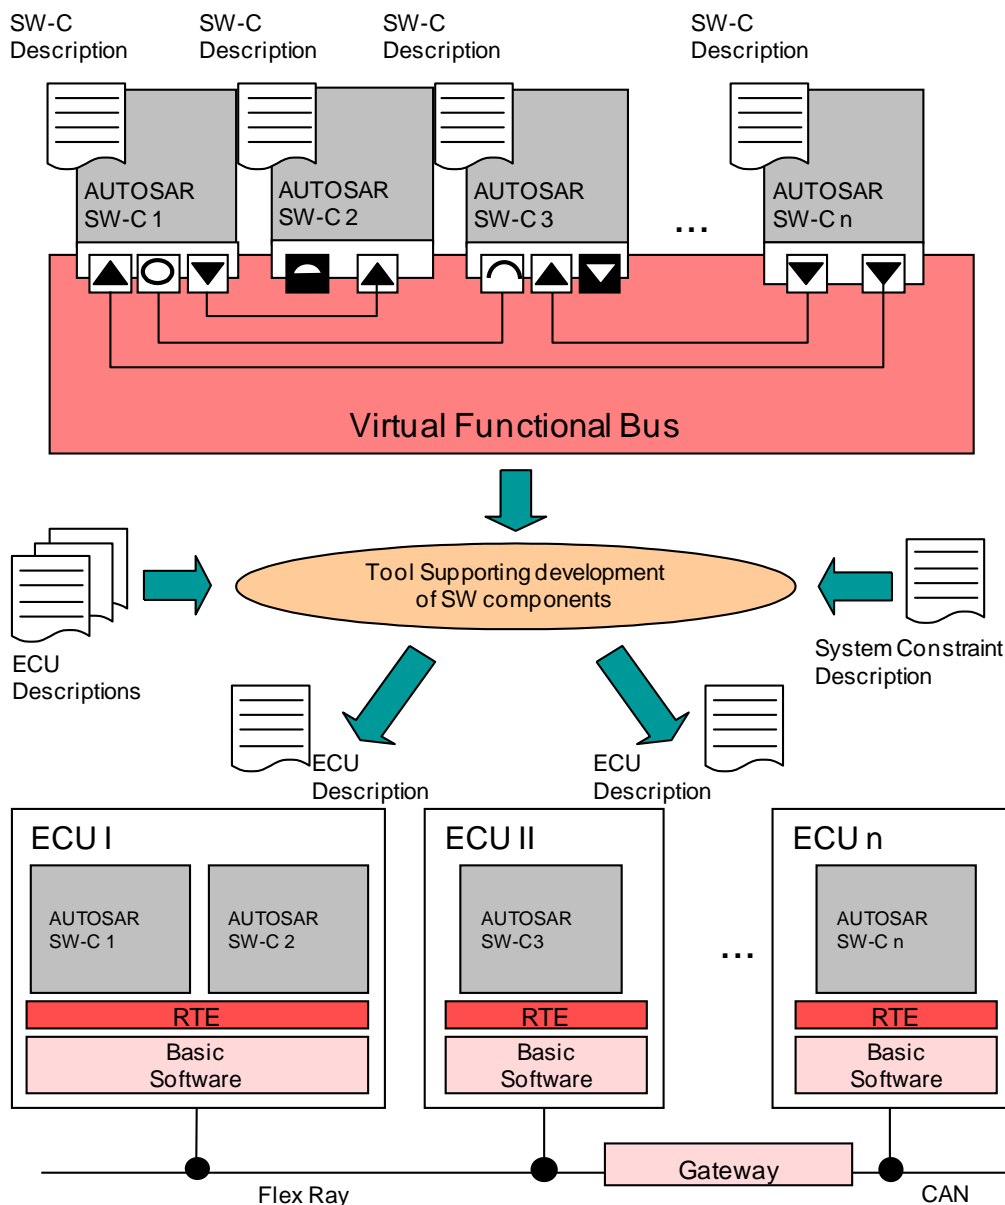 SW-C
Description
SW-C
Description
SW-C
Description
SW-C
Description
AUTOSAR
SW-C 1
AUTOSAR
SW-C 2
AUTOSAR
SW-C 3
...
AUTOSAR
SW-C n
Virtual Functional Bus
Tool Supporting development
of SW components
ECU
Descriptions
System Constraint
Description
ECU
Description
ECU
Description
ECU I
AUTOSAR
SW-C 1
AUTOSAR
SW-C 2
RTE
Basic
Software
ECU II
AUTOSAR
SW-C3
RTE
Basic
Software
...
ECU n
AUTOSAR
SW-C n
RTE
Basic
Software
Gateway
Flex Ray
CAN